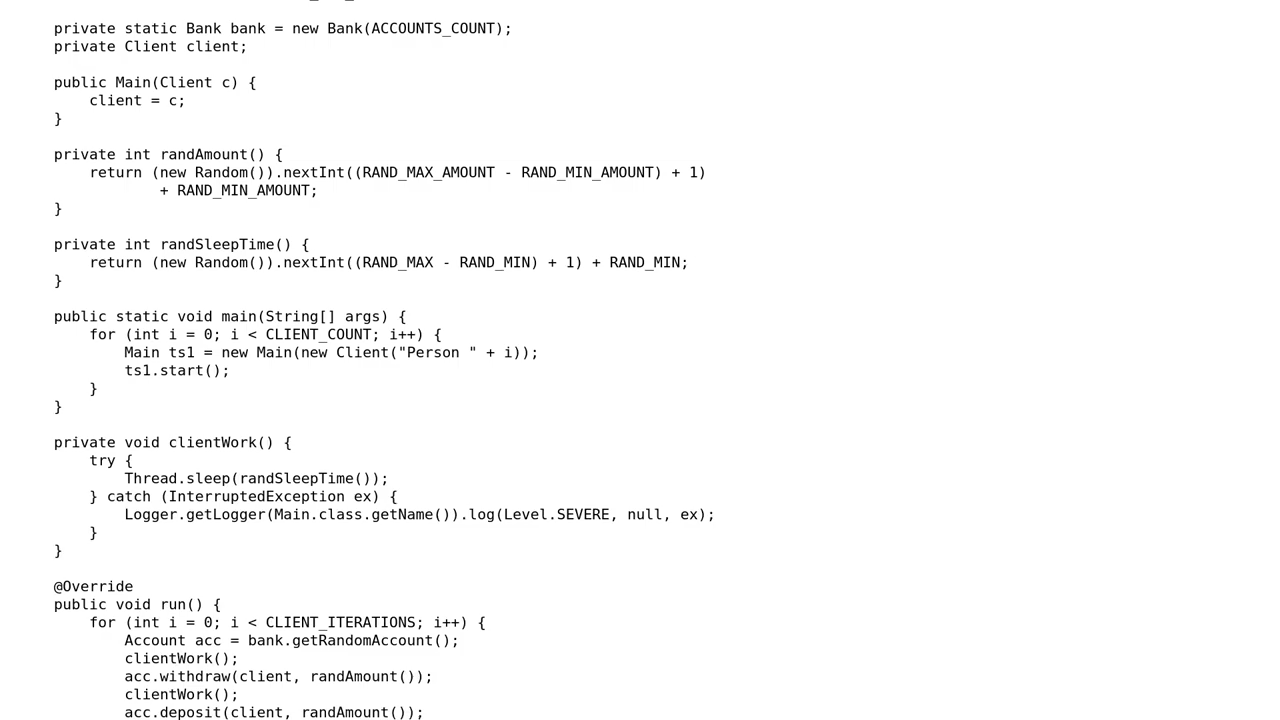 private static Bank bank = new Bank(ACCOUNTS_COUNT);
private Client client;
public Main(Client c) {
client = c;
}
private int randAmount() {
return (new Random()).nextInt((RAND_MAX_AMOUNT - RAND_MIN_AMOUNT) + 1)
+ RAND_MIN_AMOUNT;
}
private int randSleepTime() {
return (new Random()).nextInt((RAND_MAX - RAND_MIN) + 1) + RAND_MIN;
}
public static void main(String[] args) {
for (int i = 0; i < CLIENT_COUNT; i++) {
Main ts1 = new Main(new Client("Person " + i));
ts1.start();
}
}
private void clientWork() {
try {
Thread.sleep(randSleepTime());
} catch (InterruptedException ex) {
Logger.getLogger(Main.class.getName()).log(Level.SEVERE, null, ex);
}
}
@Override
public void run() {
for (int i = 0; i < CLIENT_ITERATIONS; i++) {
Account acc = bank.getRandomAccount();
clientWork();
acc.withdraw(client, randAmount());
clientWork();
acc.deposit(client, randAmount());